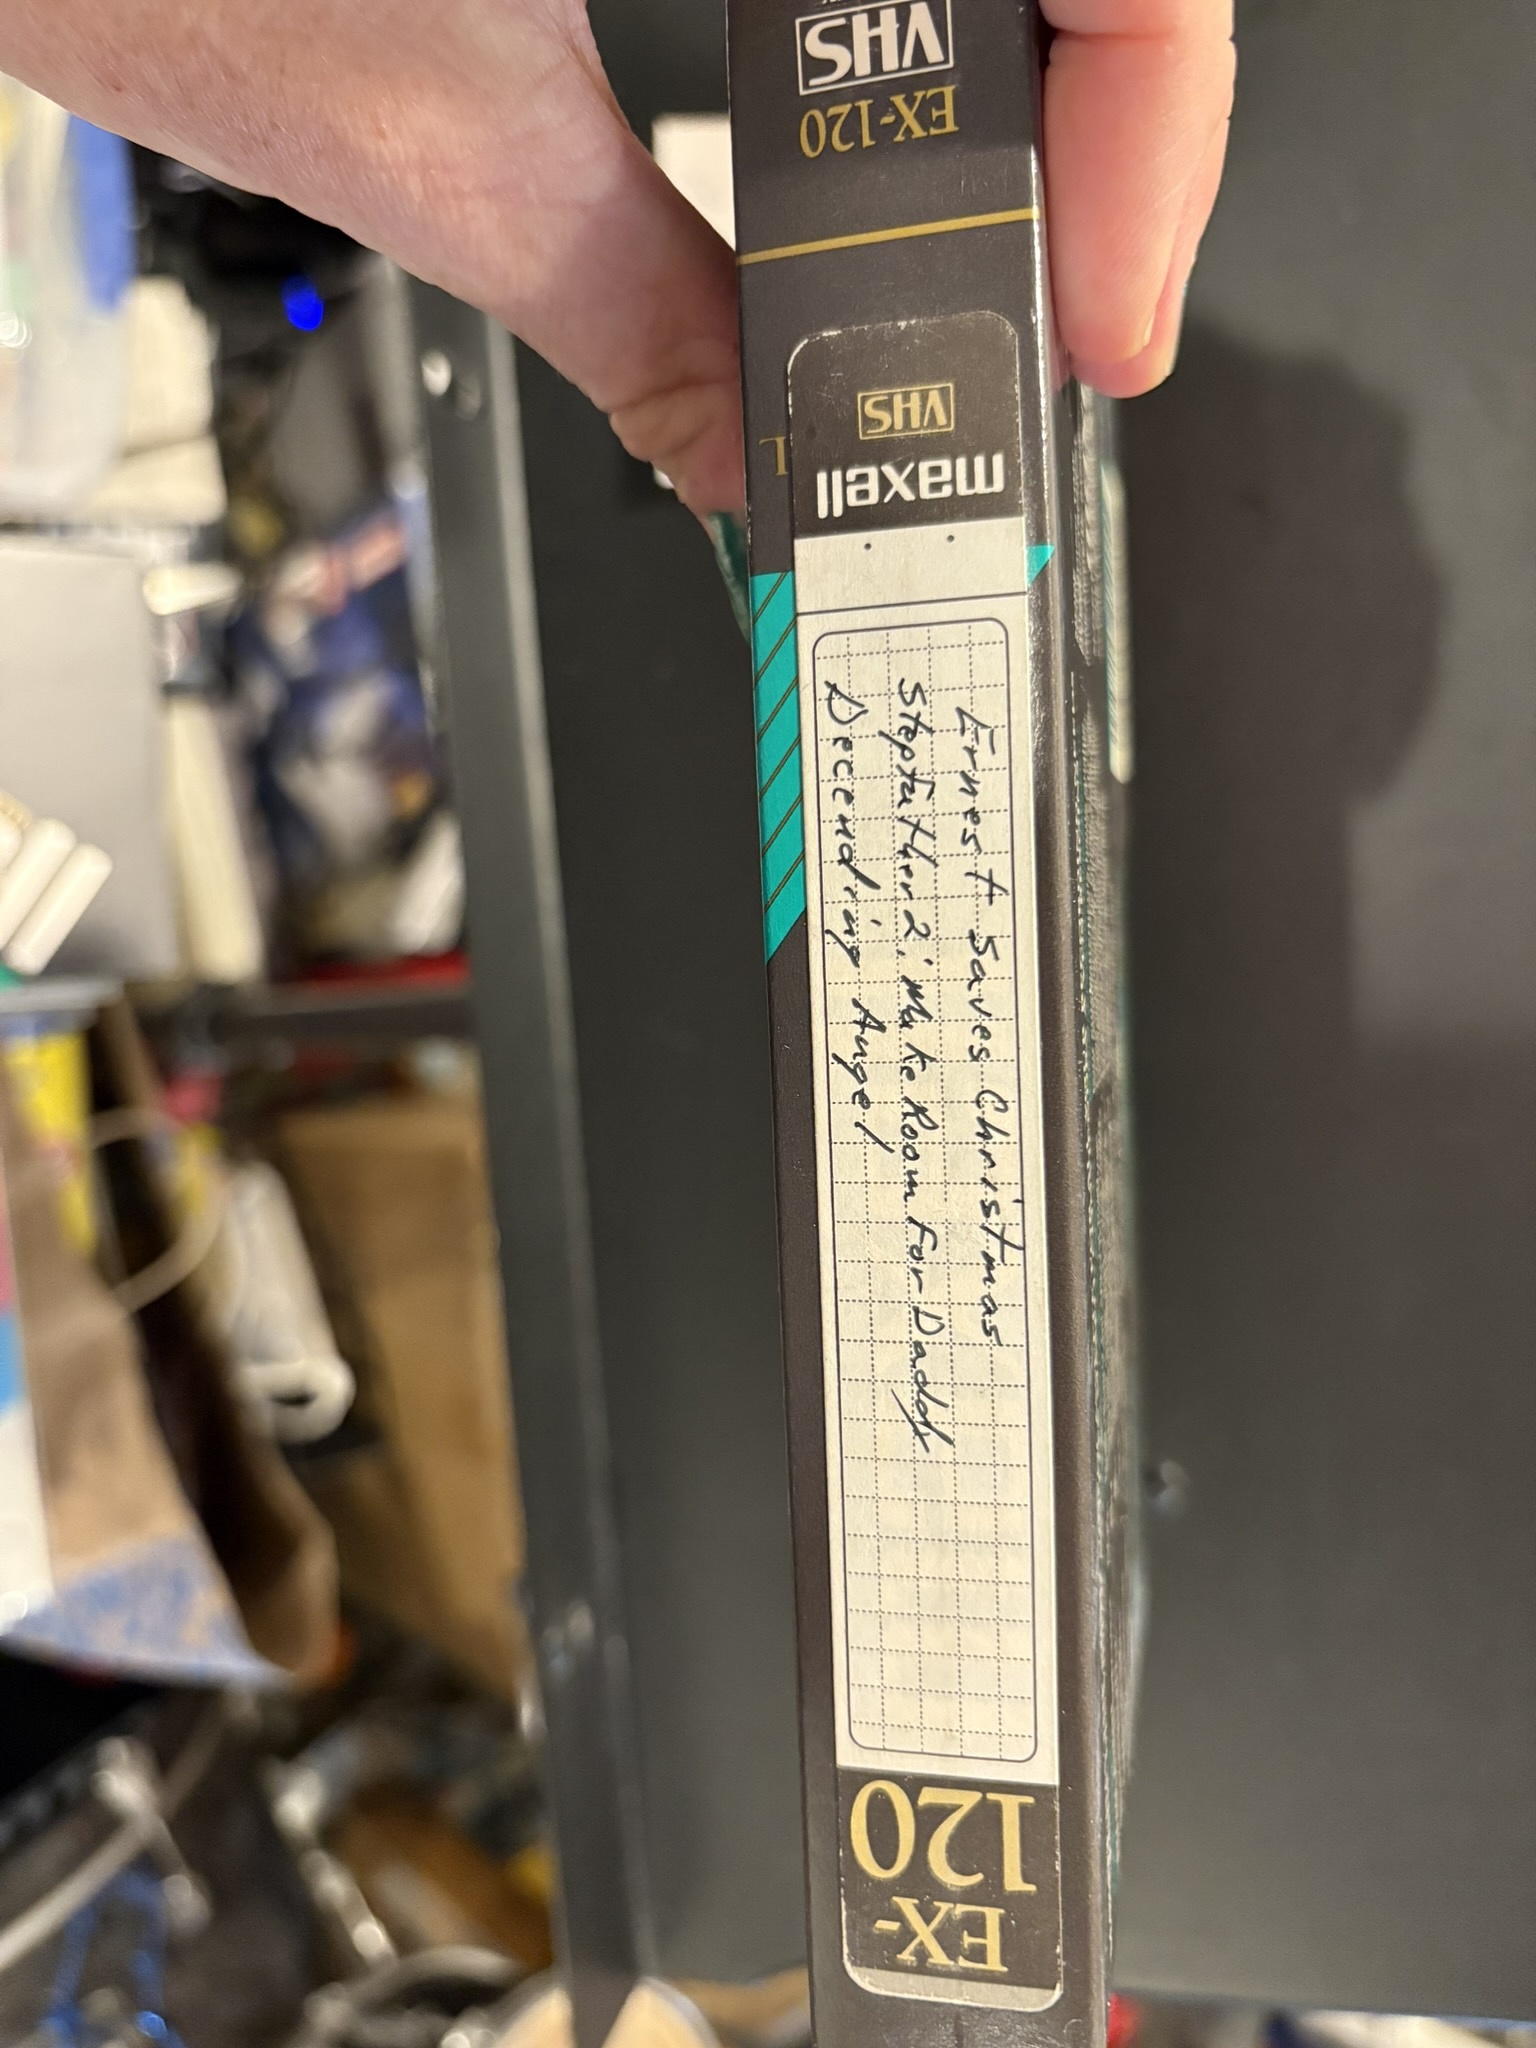 VHS
EX-120
VHS
maxell
Ernest Saves Christmas
Stepfather 2: Make Room For Daddy
Decending Angel
EX-
120